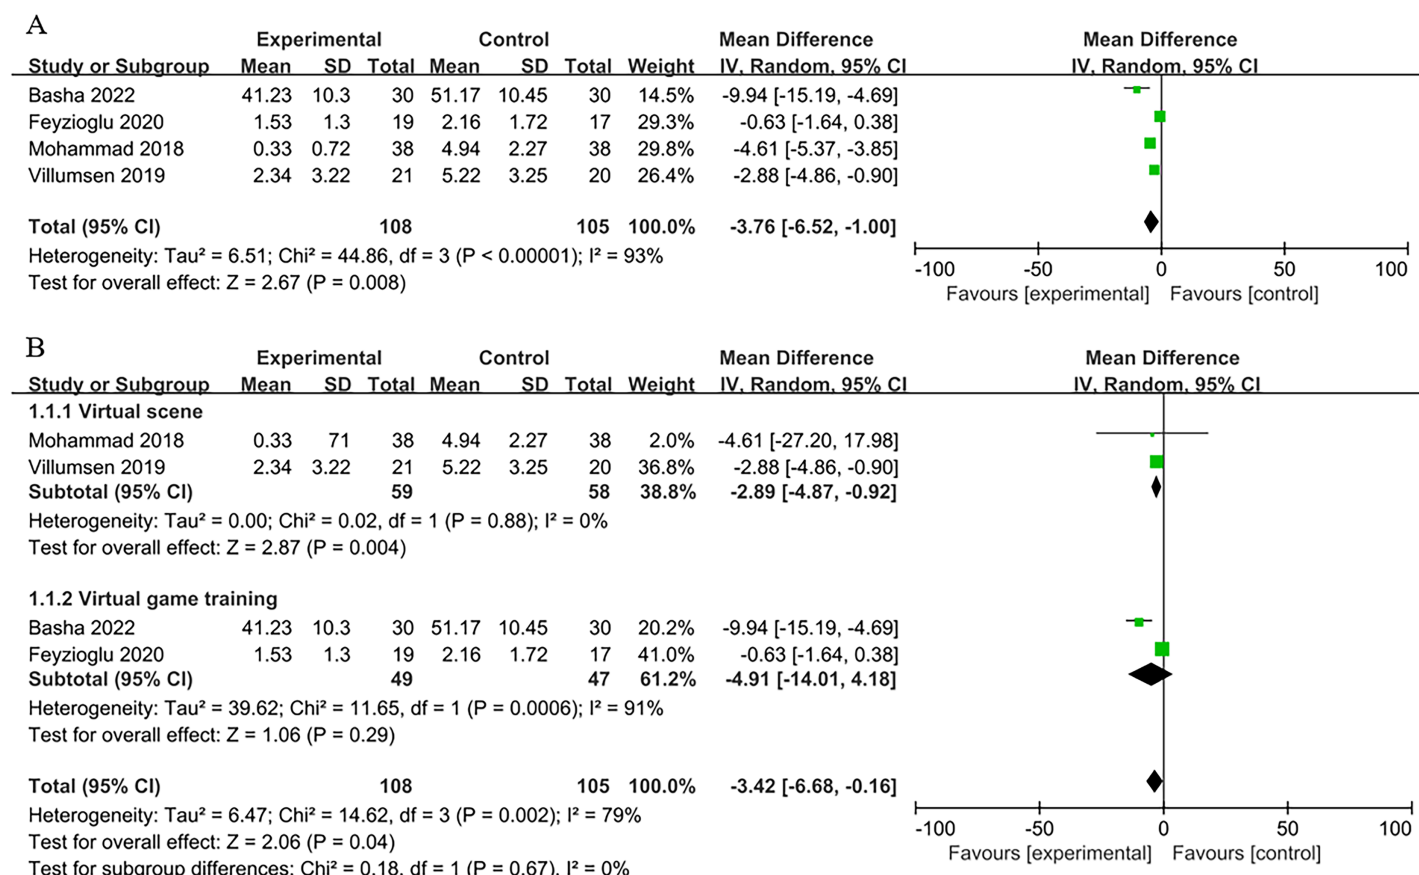 A
Experimental Control Mean Difference Mean Difference
Study or Subgroup Mean SD Total Mean SD Total Weight IV, Random, 95% CI IV, Random, 95% CI
Basha 2022 41.23 10.3 30 51.17 10.45 30 14.5% -9.94 [-15.19, -4.69]
Feyzioglu 2020 1.53 1.3 19 2.16 1.72 17 29.3% -0.63 [-1.64, 0.38]
Mohammad 2018 0.33 0.72 38 4.94 2.27 38 29.8% -4.61 [-5.37, -3.85]
Villumsen 2019 2.34 3.22 21 5.22 3.25 20 26.4% -2.88 [-4.86, -0.90]
Total (95% CI) 108 105 100.0% -3.76 [-6.52, -1.00]
Heterogeneity: Tau² = 6.51; Chi² = 44.86, df = 3 (P < 0.00001); I² = 93%
Test for overall effect: Z = 2.67 (P = 0.008)
-100 -50 0 50 100
Favours [experimental] Favours [control]
B
Experimental Control Mean Difference Mean Difference
Study or Subgroup Mean SD Total Mean SD Total Weight IV, Random, 95% CI IV, Random, 95% CI
1.1.1 Virtual scene
Mohammad 2018 0.33 71 38 4.94 2.27 38 2.0% -4.61 [-27.20, 17.98]
Villumsen 2019 2.34 3.22 21 5.22 3.25 20 36.8% -2.88 [-4.86, -0.90]
Subtotal (95% CI) 59 58 38.8% -2.89 [-4.87, -0.92]
Heterogeneity: Tau² = 0.00; Chi² = 0.02, df = 1 (P = 0.88); I² = 0%
Test for overall effect: Z = 2.87 (P = 0.004)
1.1.2 Virtual game training
Basha 2022 41.23 10.3 30 51.17 10.45 30 20.2% -9.94 [-15.19, -4.69]
Feyzioglu 2020 1.53 1.3 19 2.16 1.72 17 41.0% -0.63 [-1.64, 0.38]
Subtotal (95% CI) 49 47 61.2% -4.91 [-14.01, 4.18]
Heterogeneity: Tau² = 39.62; Chi² = 11.65, df = 1 (P = 0.0006); I² = 91%
Test for overall effect: Z = 1.06 (P = 0.29)
Total (95% CI) 108 105 100.0% -3.42 [-6.68, -0.16]
Heterogeneity: Tau² = 6.47; Chi² = 14.62, df = 3 (P = 0.002); I² = 79%
Test for overall effect: Z = 2.06 (P = 0.04)
Test for subgroup differences: Chi² = 0.18, df = 1 (P = 0.67), I² = 0%
-100 -50 0 50 100
Favours [experimental] Favours [control]